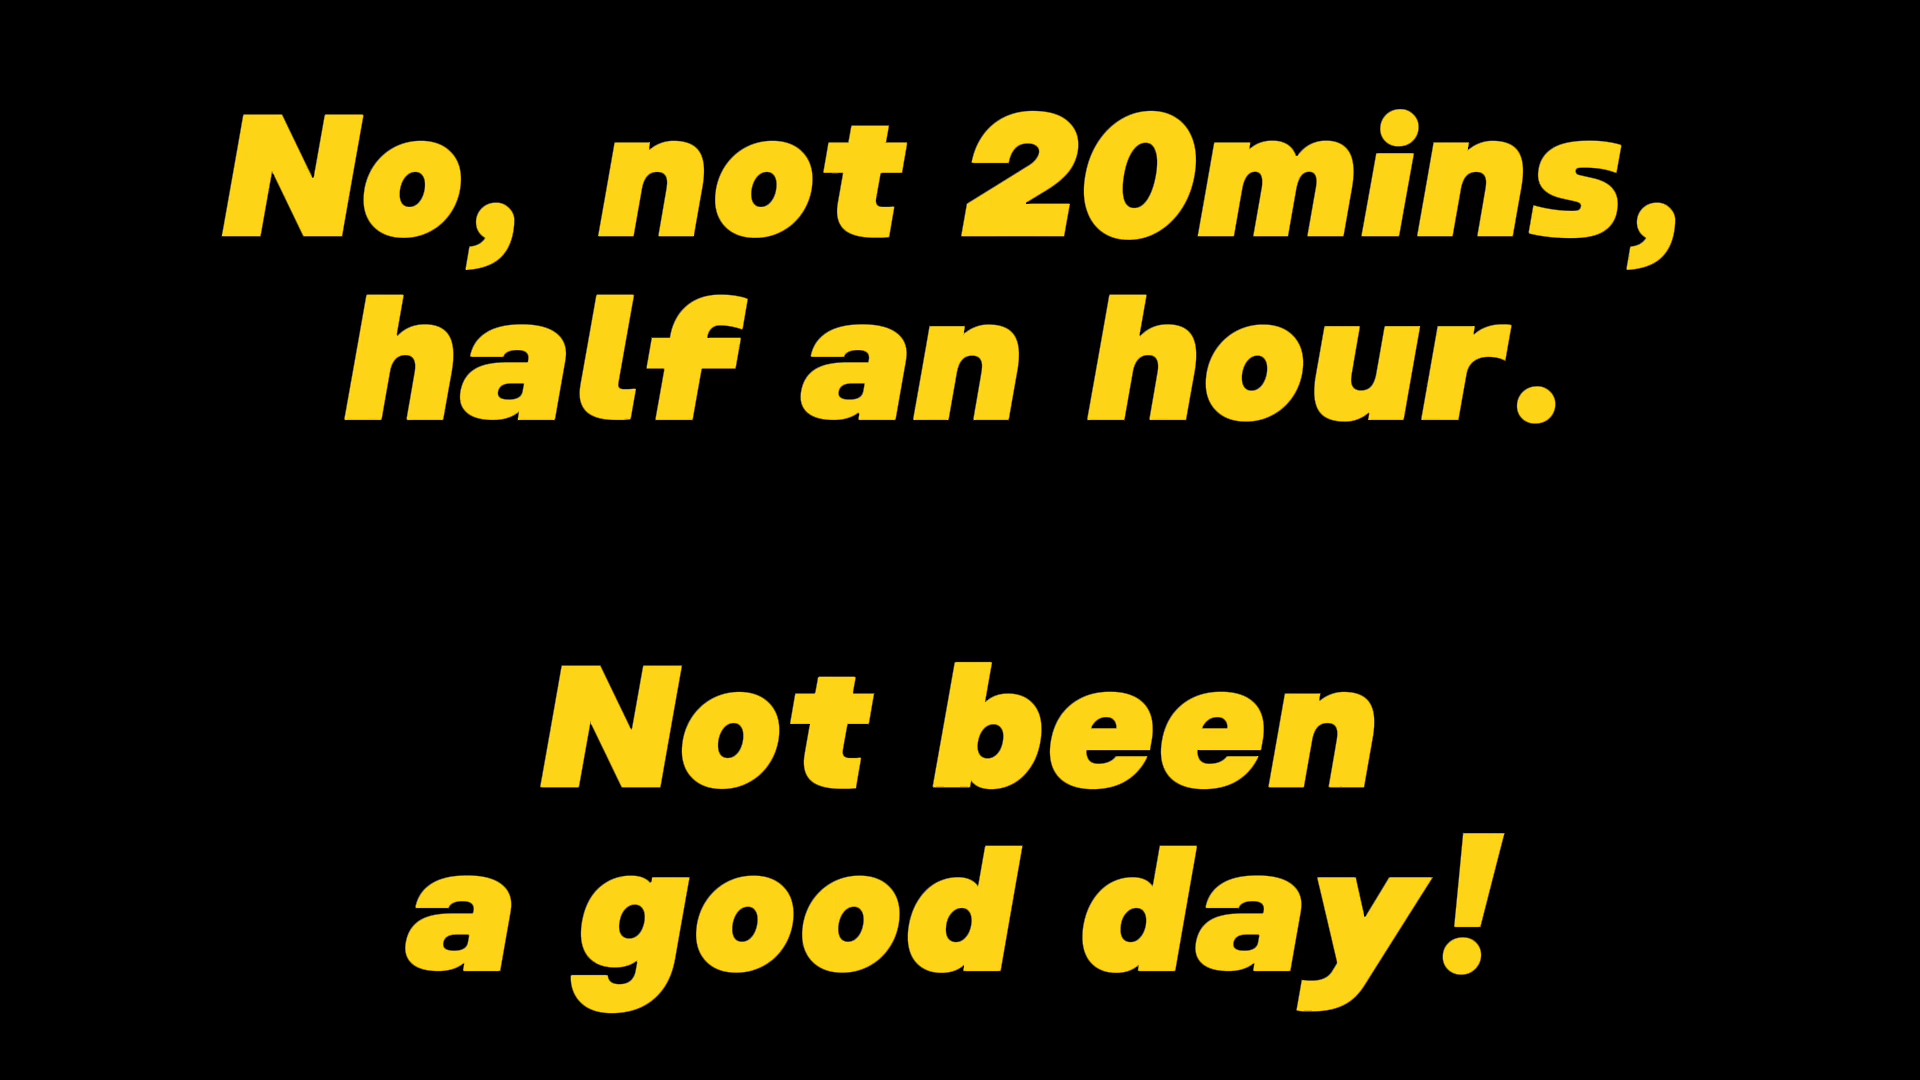 No, not 20mins,
half an hour.
Not been
a good day!